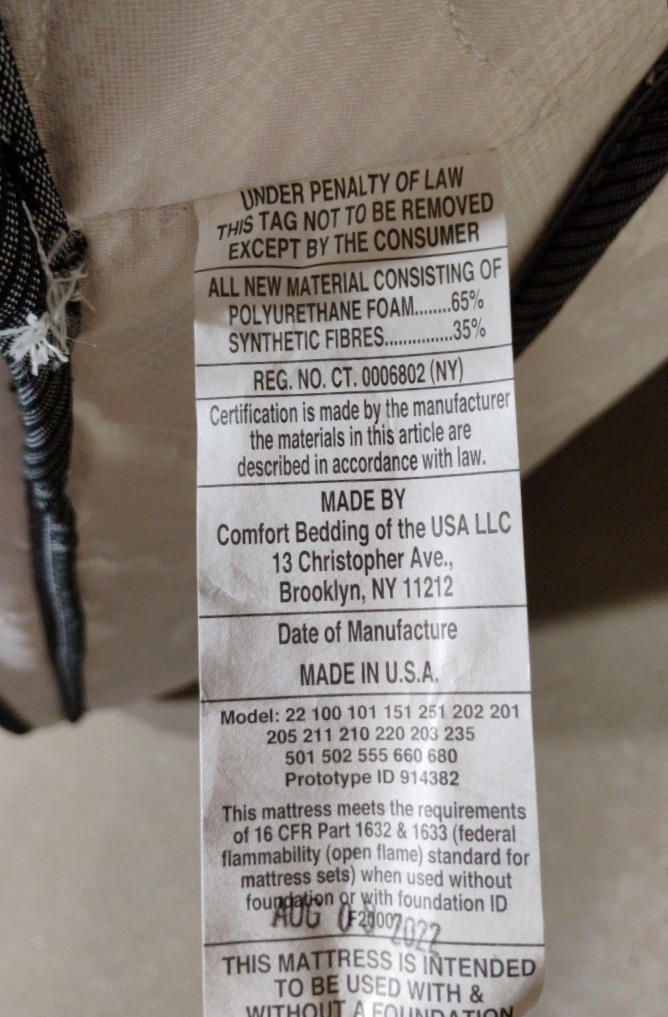 UNDER PENALTY OF LAW
THIS TAG NOT TO BE REMOVED
EXCEPT BY THE CONSUMER
ALL NEW MATERIAL CONSISTING OF
POLYURETHANE FOAM........65%
SYNTHETIC FIBRES...............35%
REG. NO. CT. 0006802 (NY)
Certification is made by the manufacturer
the materials in this article are
described in accordance with law.
MADE BY
Comfort Bedding of the USA LLC
13 Christopher Ave.,
Brooklyn, NY 11212
Date of Manufacture
MADE IN U.S.A.
Model: 22 100 101 151 251 202 201
205 211 210 220 203 235
501 502 555 660 680
Prototype ID 914382
This mattress meets the requirements
of 16 CFR Part 1632 & 1633 (federal
flammability (open flame) standard for
mattress sets) when used without
foundation or with foundation ID
F20007
AUG 2022
THIS MATTRESS IS INTENDED
TO BE USED WITH &
WITHOUT A FOUNDATION